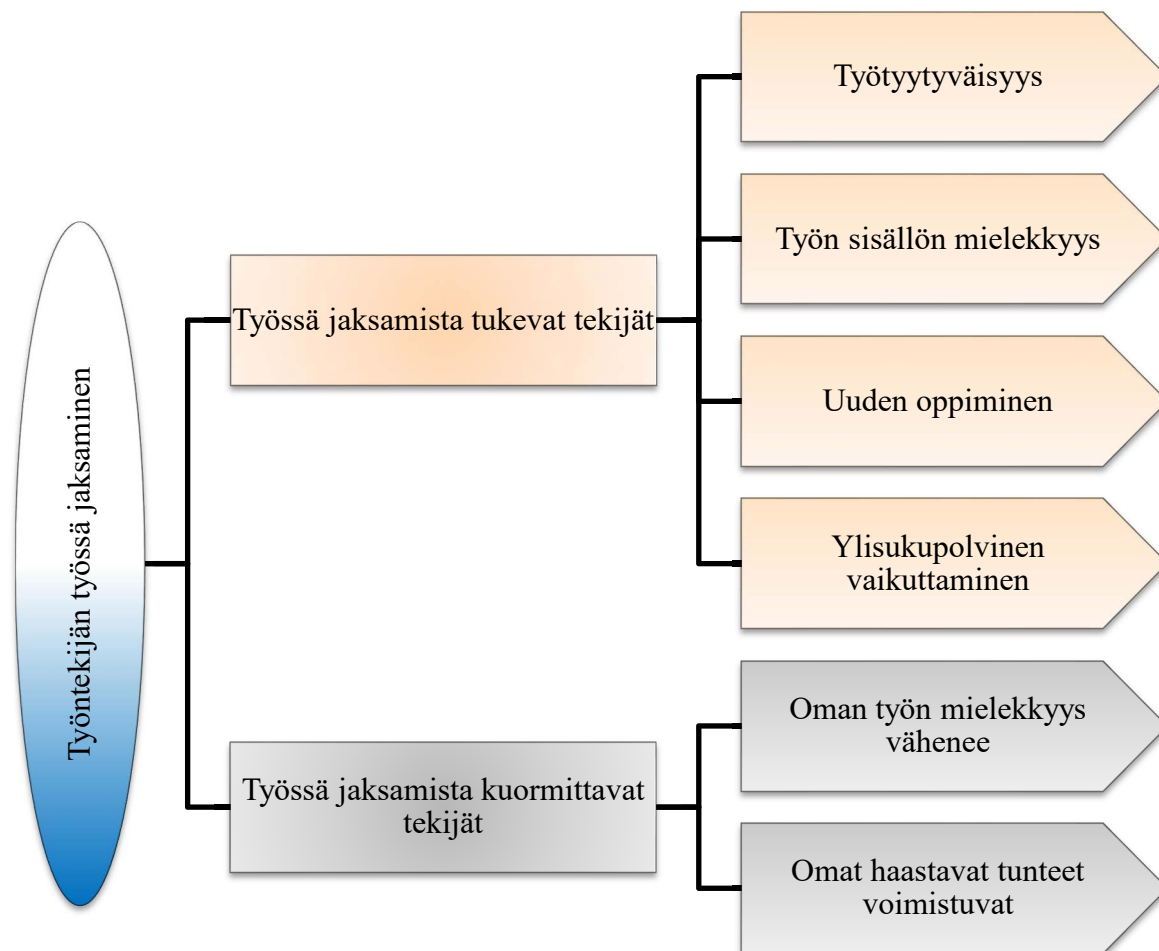 Työntekijän työssä jaksaminen
Työssä jaksamista tukevat tekijät
Työtyytyväisyys
Työn sisällön mielekkyys
Uuden oppiminen
Ylisukupolvinen
vaikuttaminen
Työssä jaksamista kuormittavat
tekijät
Oman työn mielekkyys
vähenee
Omat haastavat tunteet
voimistuvat